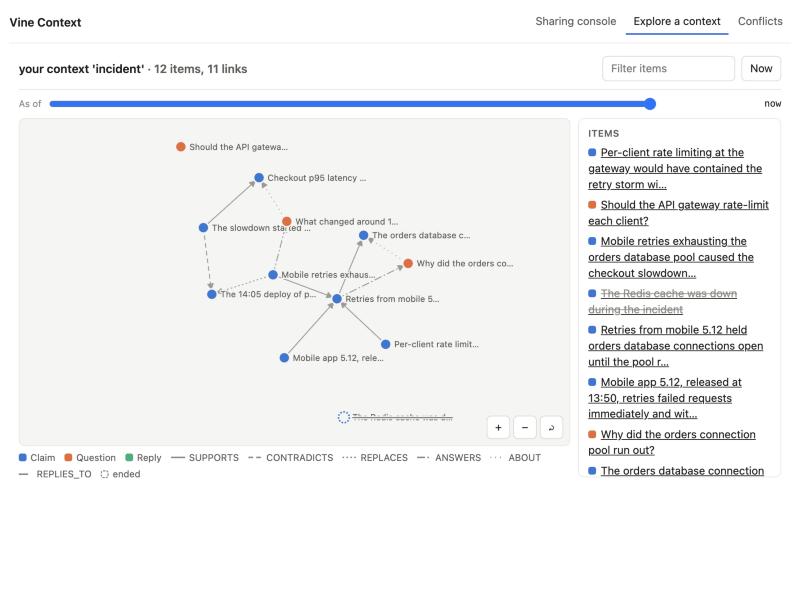 Vine Context
Sharing console
Explore a context
Conflicts
your context 'incident' · 12 items, 11 links
Filter items
Now
As of
now
Should the API gatewa...
Checkout p95 latency ...
What changed around 1...
The slowdown started ...
The orders database c...
Why did the orders co...
Mobile retries exhaus...
The 14:05 deploy of p...
Retries from mobile 5...
Per-client rate limit...
Mobile app 5.12, rele...
The Redis cache was d...
+
−
Claim
Question
Reply
SUPPORTS
CONTRADICTS
REPLACES
ANSWERS
ABOUT
REPLIES_TO
ended
ITEMS
Per-client rate limiting at the
gateway would have contained the
retry storm wi...
Should the API gateway rate-limit
each client?
Mobile retries exhausting the
orders database pool caused the
checkout slowdown...
The Redis cache was down
during the incident
Retries from mobile 5.12 held
orders database connections open
until the pool r...
Mobile app 5.12, released at
13:50, retries failed requests
immediately and wit...
Why did the orders connection
pool run out?
The orders database connection